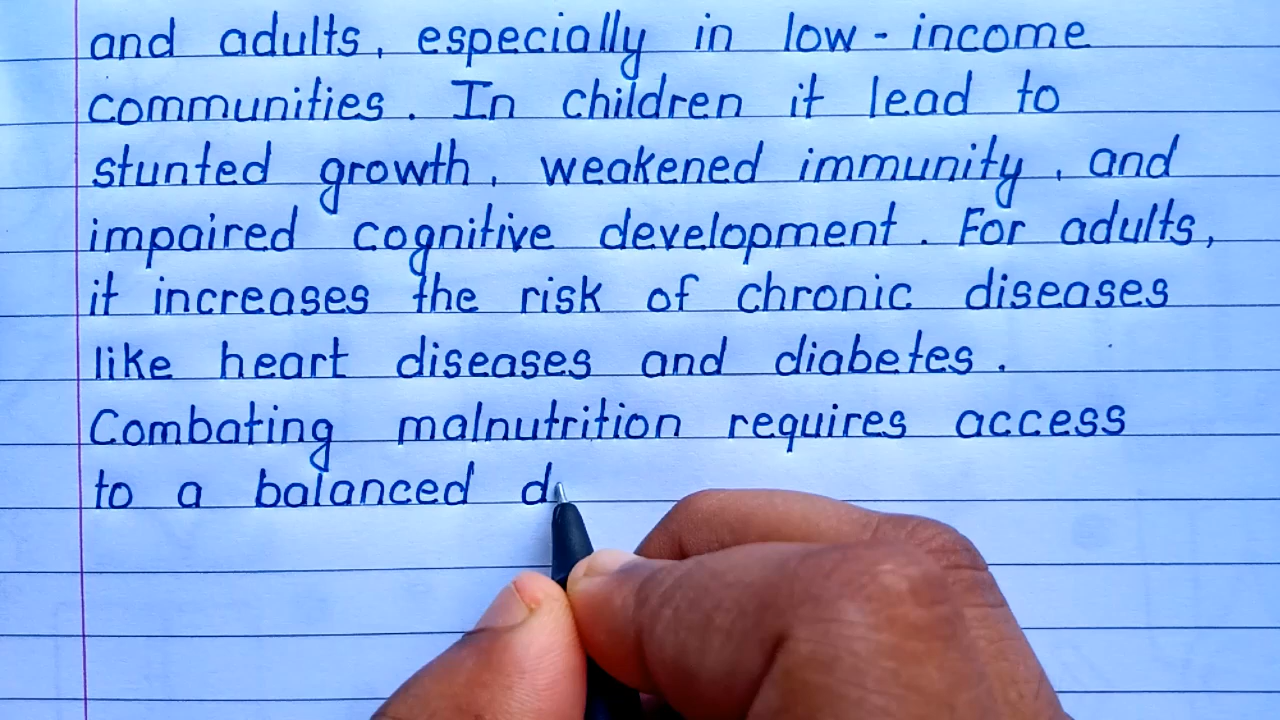 and adults, especially in low - income
communities. In children it lead to
stunted growth, weakened immunity, and
impaired cognitive development. For adults,
it increases the risk of chronic diseases
like heart diseases and diabetes.
Combating malnutrition requires access
to a balanced d